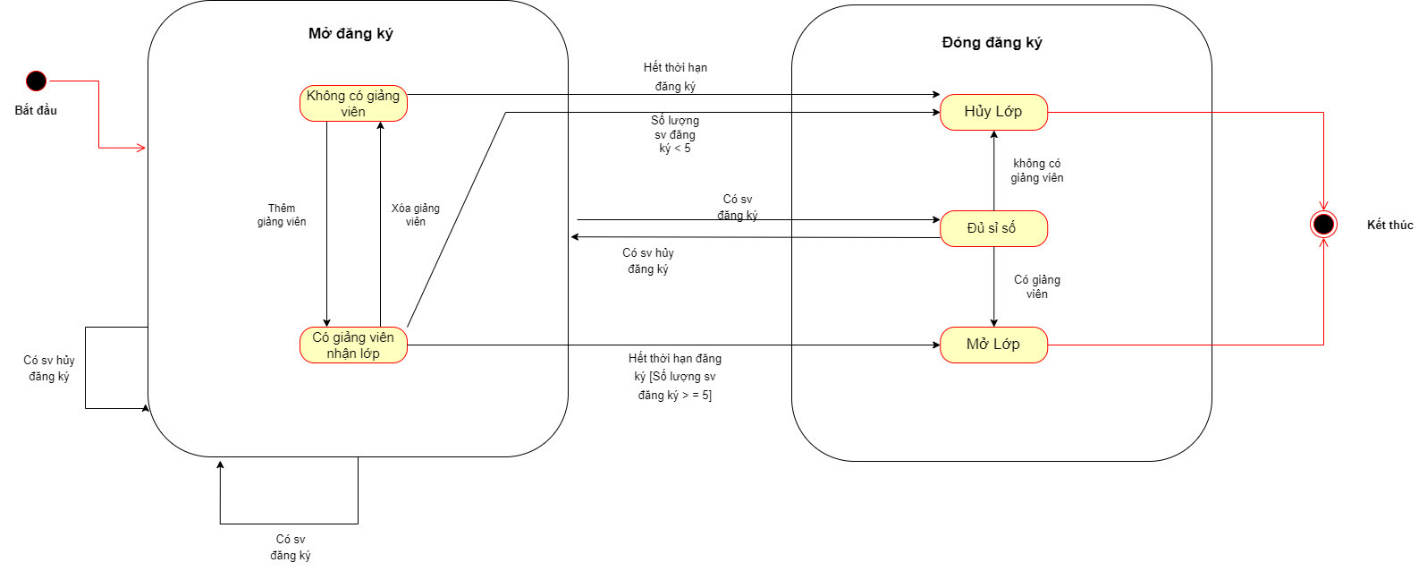 Mở đăng ký
Đóng đăng ký
Bắt đầu
Không có giảng
viên
Hết thời hạn
đăng ký
Hủy Lớp
Số lượng
sv đăng
ký < 5
không có
giảng viên
Thêm
giảng viên
Xóa giảng
viên
Có sv
đăng ký
Đủ sỉ số
Kết thúc
Có sv hủy
đăng ký
Có giảng
viên
Có giảng viên
nhận lớp
Mở Lớp
Có sv hủy
đăng ký
Hết thời hạn đăng
ký [Số lượng sv
đăng ký > = 5]
Có sv
đăng ký